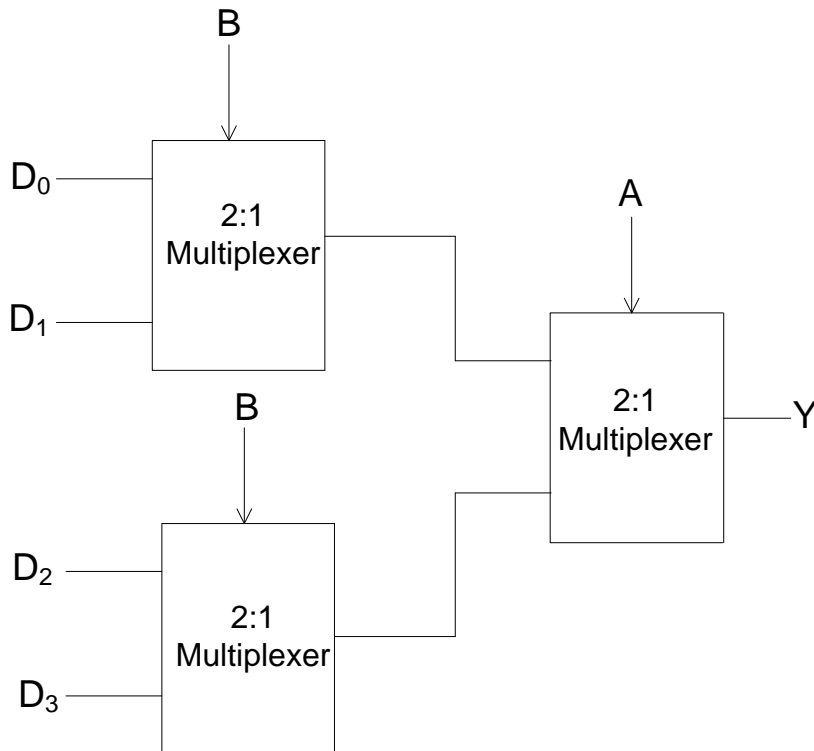 B
D₀
2:1
Multiplexer
D₁
A
2:1
Multiplexer
Y
B
D₂
2:1
Multiplexer
D₃